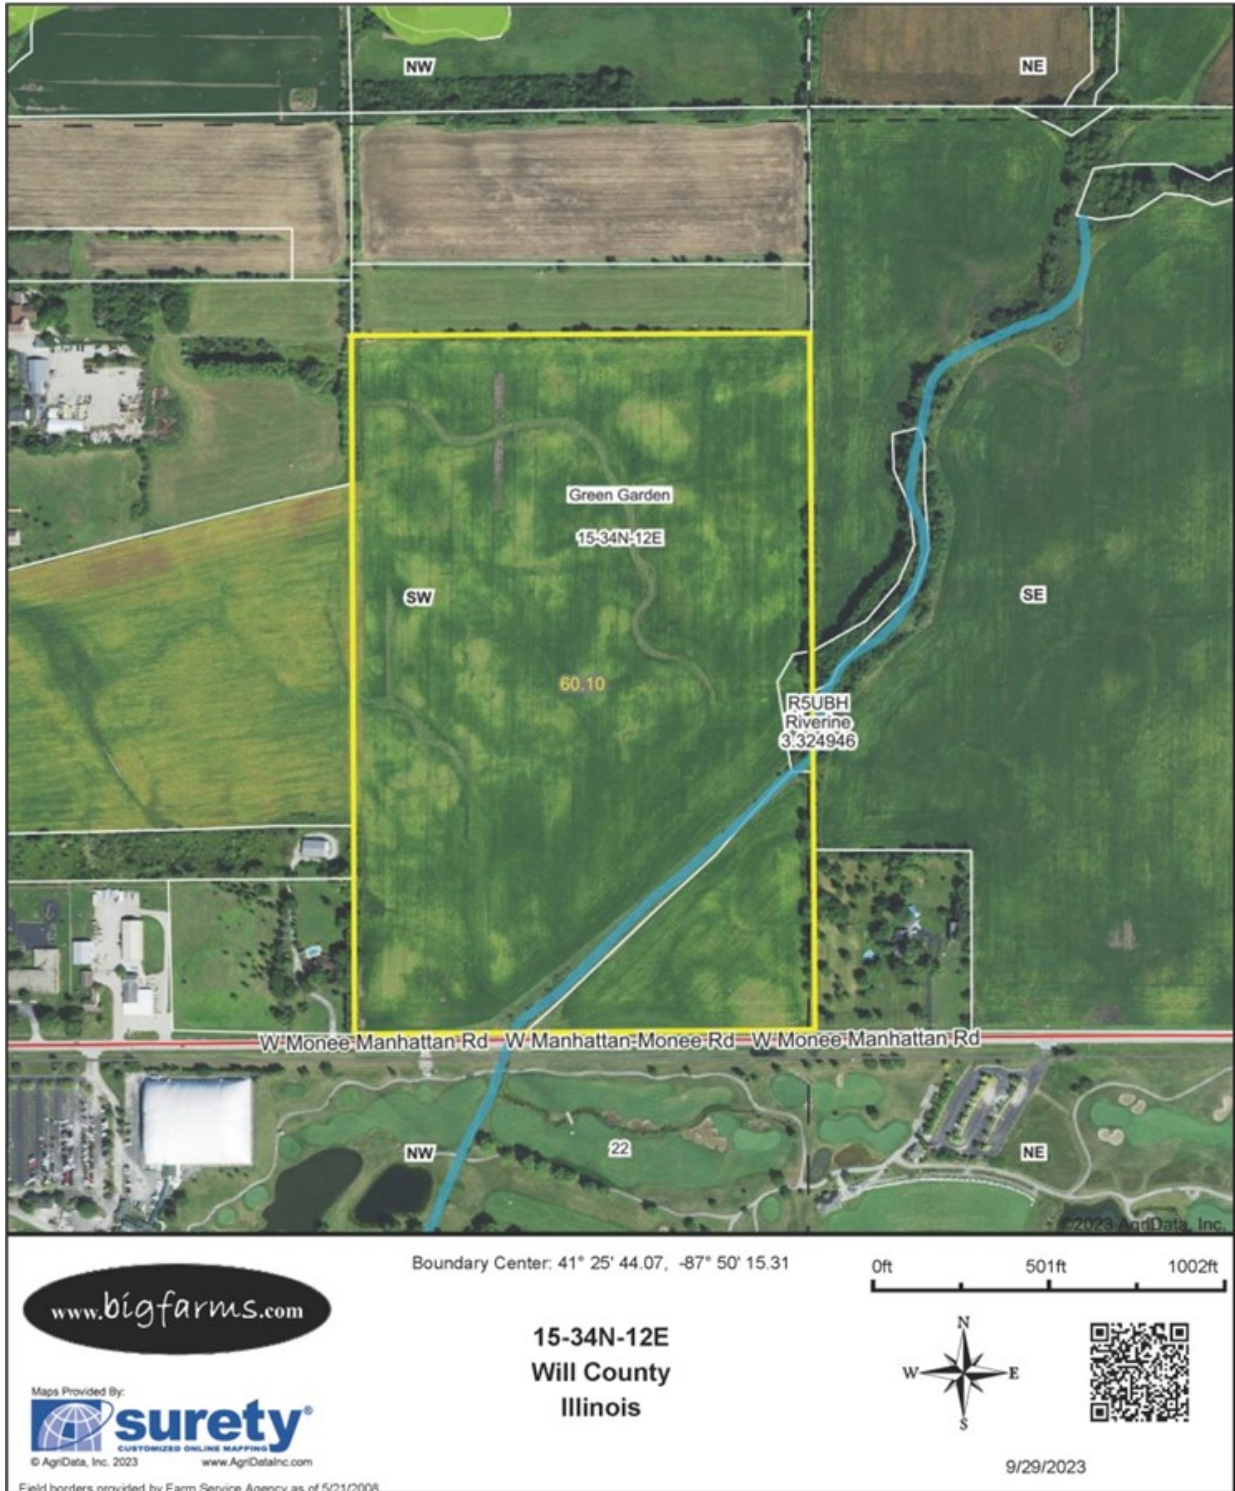 NW
NE
Green Garden
15-34N-12E
SW
SE
60.10
R5UBH
Riverine
3.324946
W Monee Manhattan Rd W Manhattan-Monee Rd W Monee Manhattan Rd
NW
22
NE
©2023 AgriData, Inc.
Boundary Center: 41° 25' 44.07, -87° 50' 15.31
0ft 501ft 1002ft
www.bigfarms.com
15-34N-12E
Will County
Illinois
N
W E
S
Maps Provided By:
surety®
CUSTOMIZED ONLINE MAPPING
© AgriData, Inc. 2023 www.AgriDataInc.com
9/29/2023
Field borders provided by Farm Service Agency as of 5/21/2008.